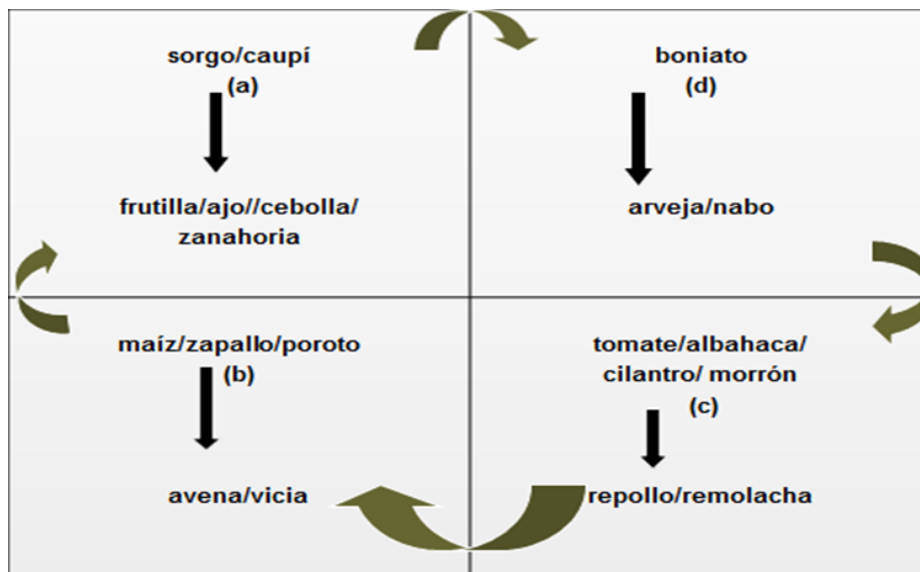 sorgo/caupí
(a)
frutilla/ajo//cebolla/
zanahoria
boniato
(d)
arveja/nabo
maíz/zapallo/poroto
(b)
avena/vicia
tomate/albahaca/
cilantro/ morrón
(c)
repollo/remolacha